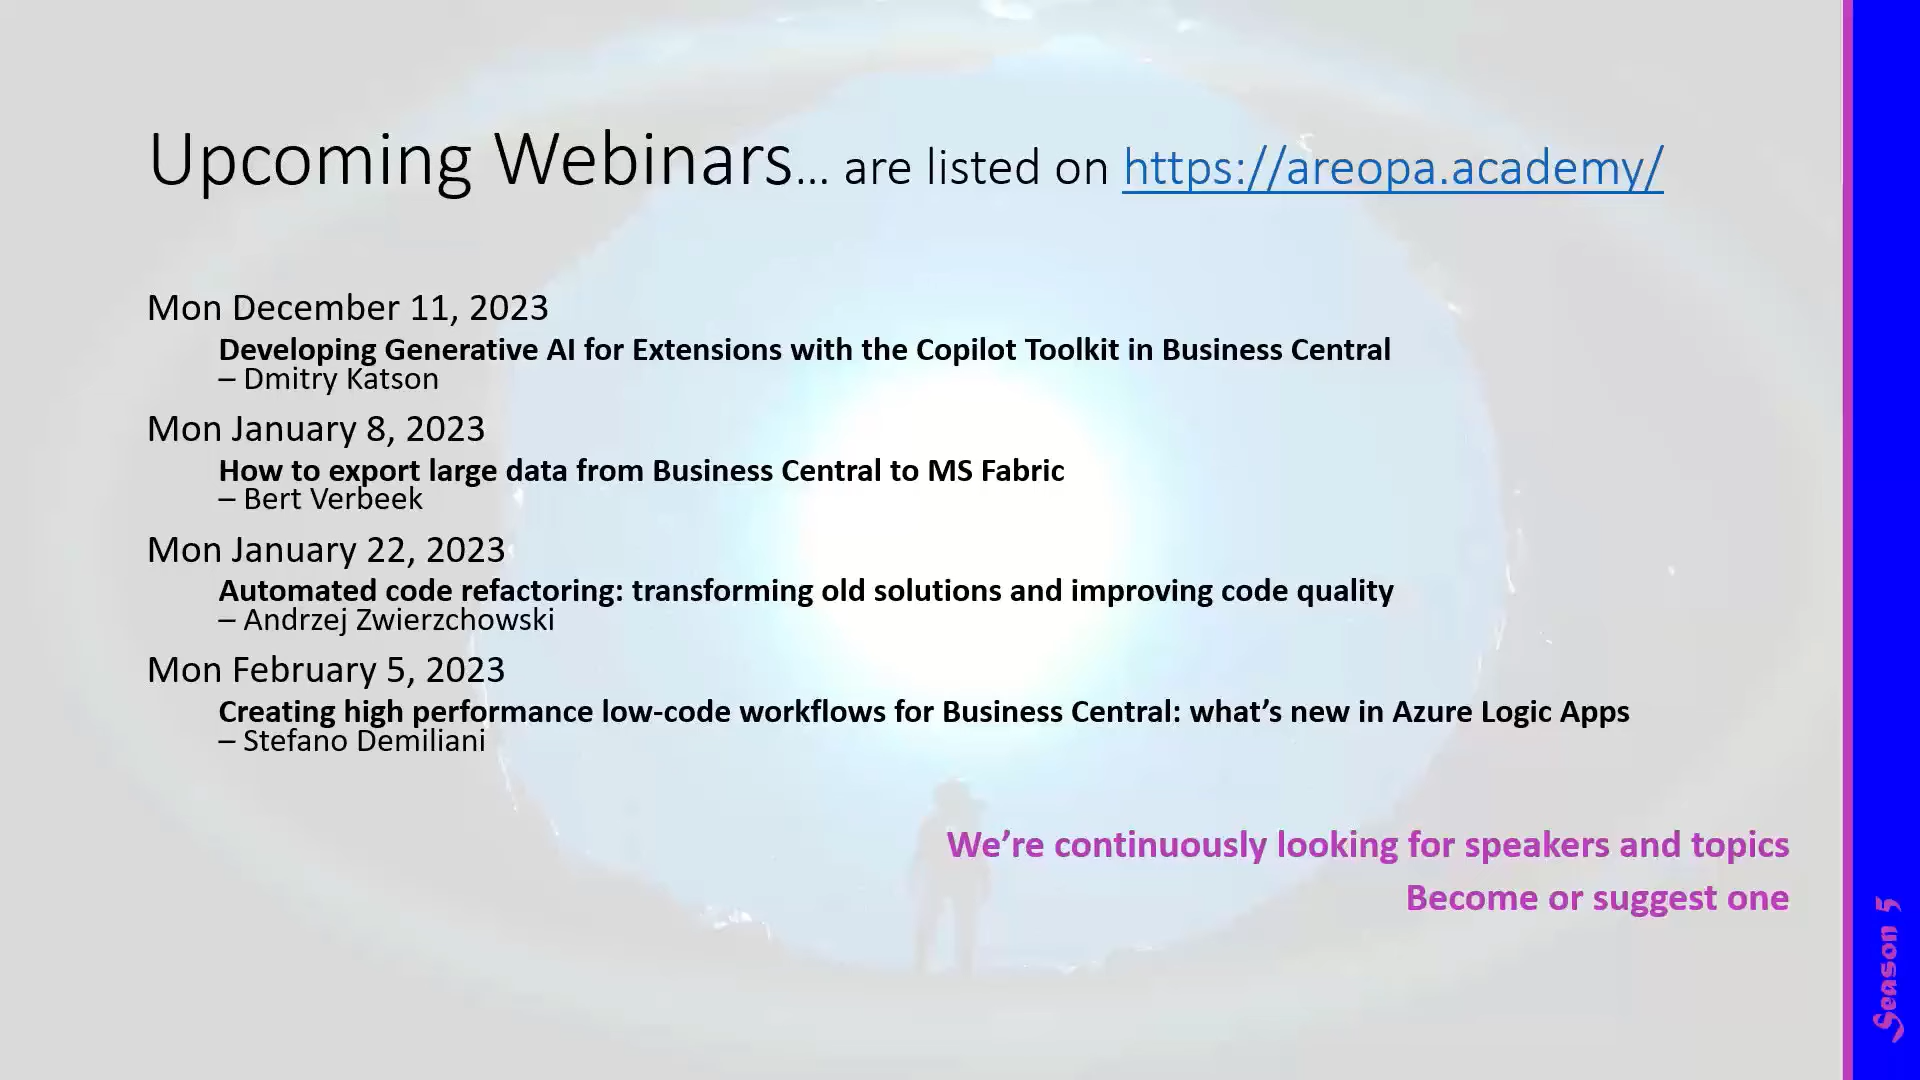 Upcoming Webinars... are listed on https://areopa.academy/
Mon December 11, 2023
Developing Generative AI for Extensions with the Copilot Toolkit in Business Central
– Dmitry Katson
Mon January 8, 2023
How to export large data from Business Central to MS Fabric
– Bert Verbeek
Mon January 22, 2023
Automated code refactoring: transforming old solutions and improving code quality
– Andrzej Zwierzchowski
Mon February 5, 2023
Creating high performance low-code workflows for Business Central: what’s new in Azure Logic Apps
– Stefano Demiliani
We’re continuously looking for speakers and topics
Become or suggest one
Season 5